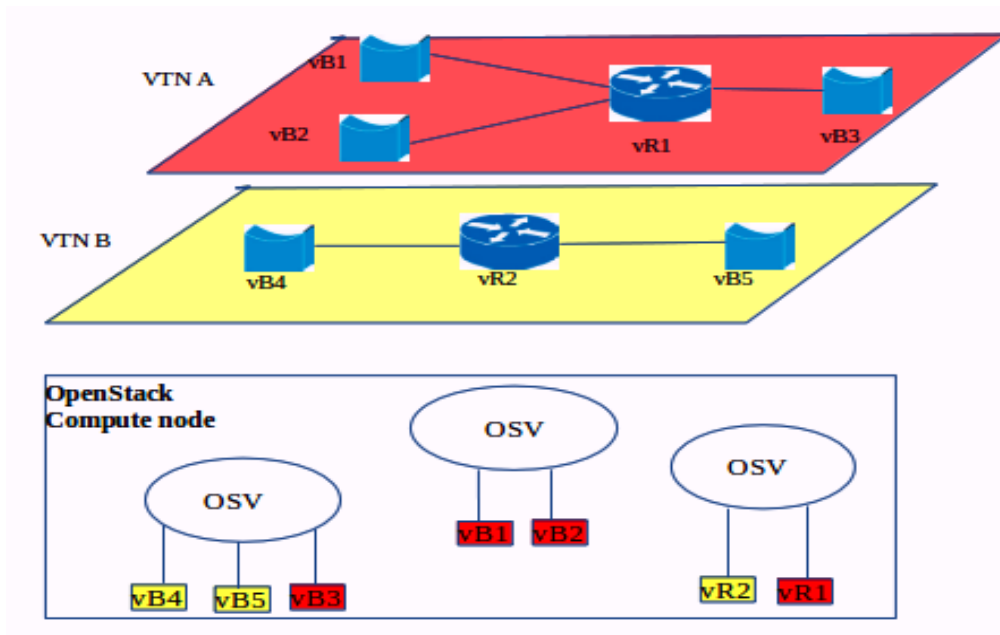 vB1
VTN A
vB2
vR1
vB3
VTN B
vB4
vR2
vB5
OpenStack
Compute node
OSV
OSV
OSV
vB1
vB2
vB4
vB5
vB3
vR2
vR1